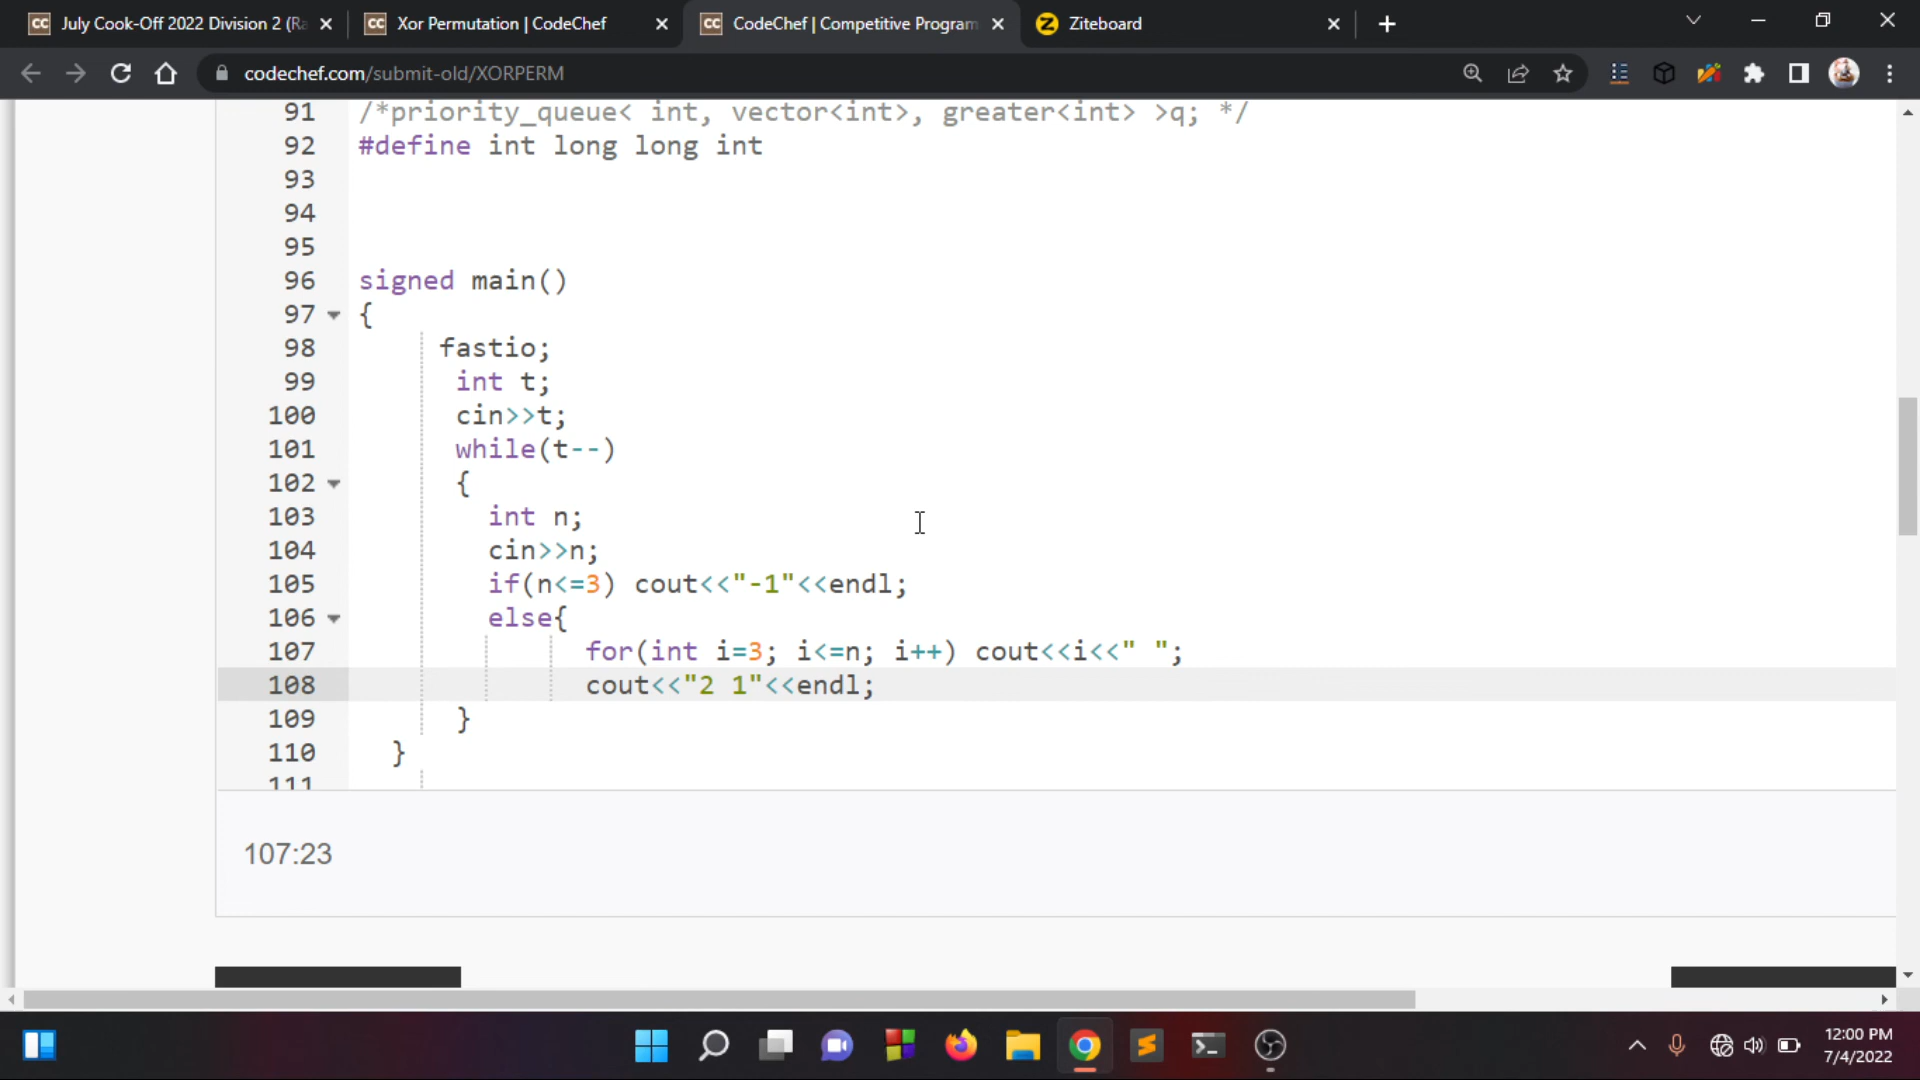 July Cook-Off 2022 Division 2 (Ra
Xor Permutation | CodeChef
CodeChef | Competitive Program
Ziteboard
codechef.com/submit-old/XORPERM
91 /*priority_queue< int, vector<int>, greater<int> >q; */
92 #define int long long int
93
94
95
96 signed main()
97 {
98 fastio;
99 int t;
100 cin>>t;
101 while(t--)
102 {
103 int n;
104 cin>>n;
105 if(n<=3) cout<<"-1"<<endl;
106 else{
107 for(int i=3; i<=n; i++) cout<<i<<" ";
108 cout<<"2 1"<<endl;
109 }
110 }
111
107:23
12:00 PM
7/4/2022